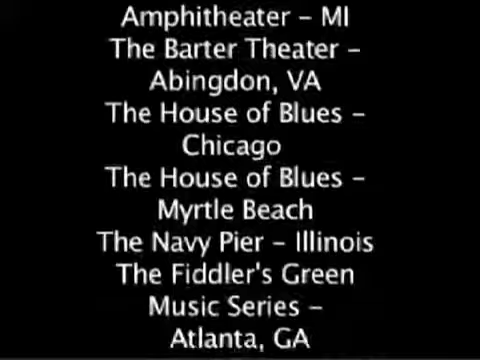 Amphitheater – MI
The Barter Theater –
Abingdon, VA
The House of Blues –
Chicago
The House of Blues –
Myrtle Beach
The Navy Pier – Illinois
The Fiddler's Green
Music Series –
Atlanta, GA